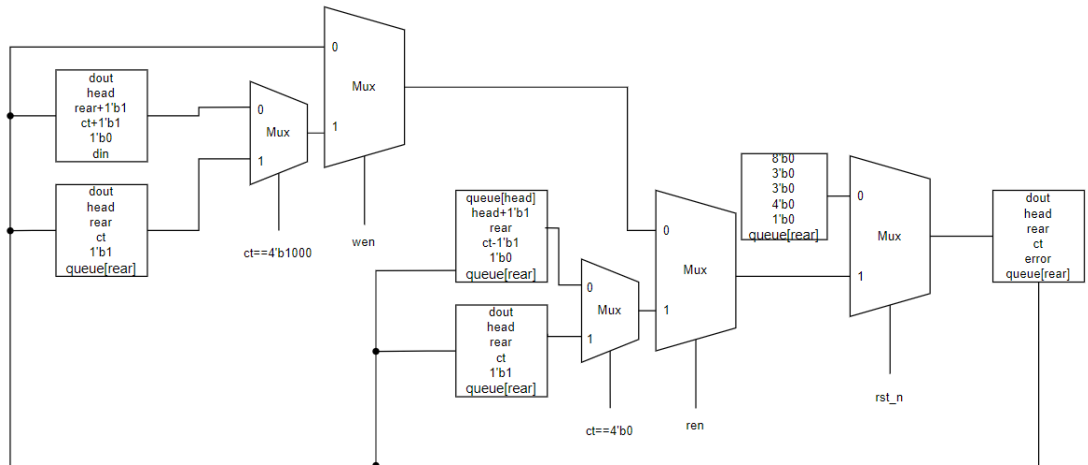 0
Mux
1
dout
head
rear+1'b1
ct+1'b1
1'b0
din
0
Mux
1
dout
head
rear
ct
1'b1
queue[rear]
ct==4'b1000
wen
queue[head]
head+1'b1
rear
ct-1'b1
1'b0
queue[rear]
dout
head
rear
ct
1'b1
queue[rear]
0
Mux
1
ct==4'b0
0
Mux
1
ren
8'b0
3'b0
3'b0
4'b0
1'b0
queue[rear]
0
Mux
1
rst_n
dout
head
rear
ct
error
queue[rear]